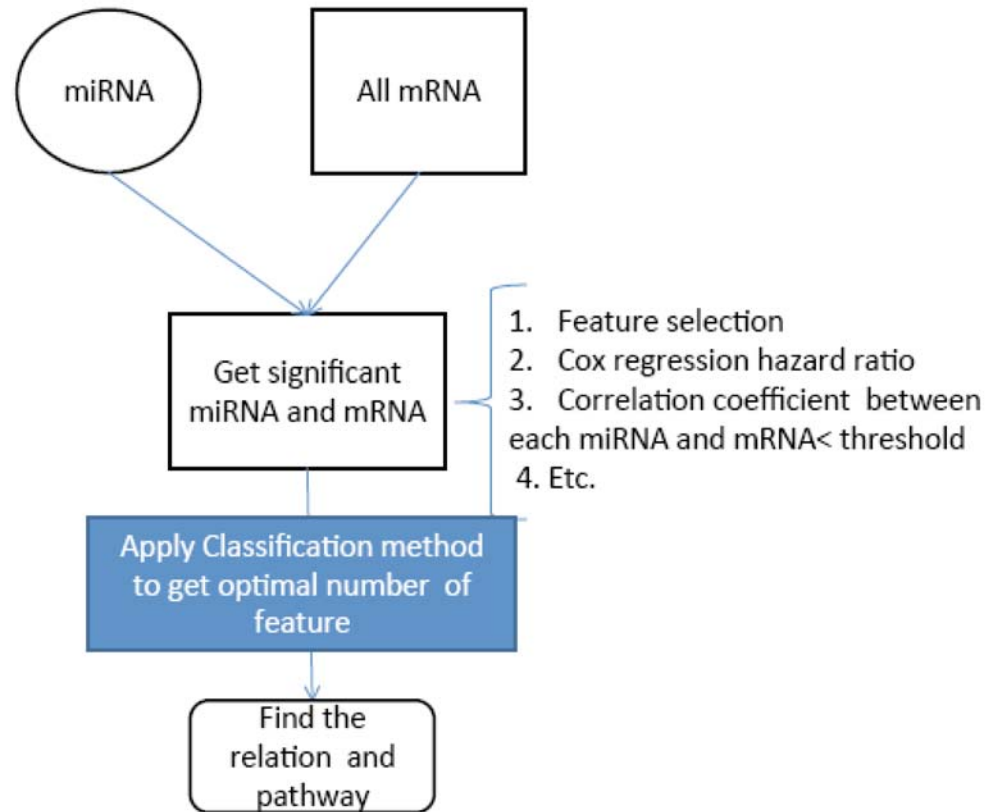 miRNA
All mRNA
Get significant
miRNA and mRNA
1. Feature selection
2. Cox regression hazard ratio
3. Correlation coefficient between
each miRNA and mRNA< threshold
4. Etc.
Apply Classification method
to get optimal number of
feature
Find the
relation and
pathway